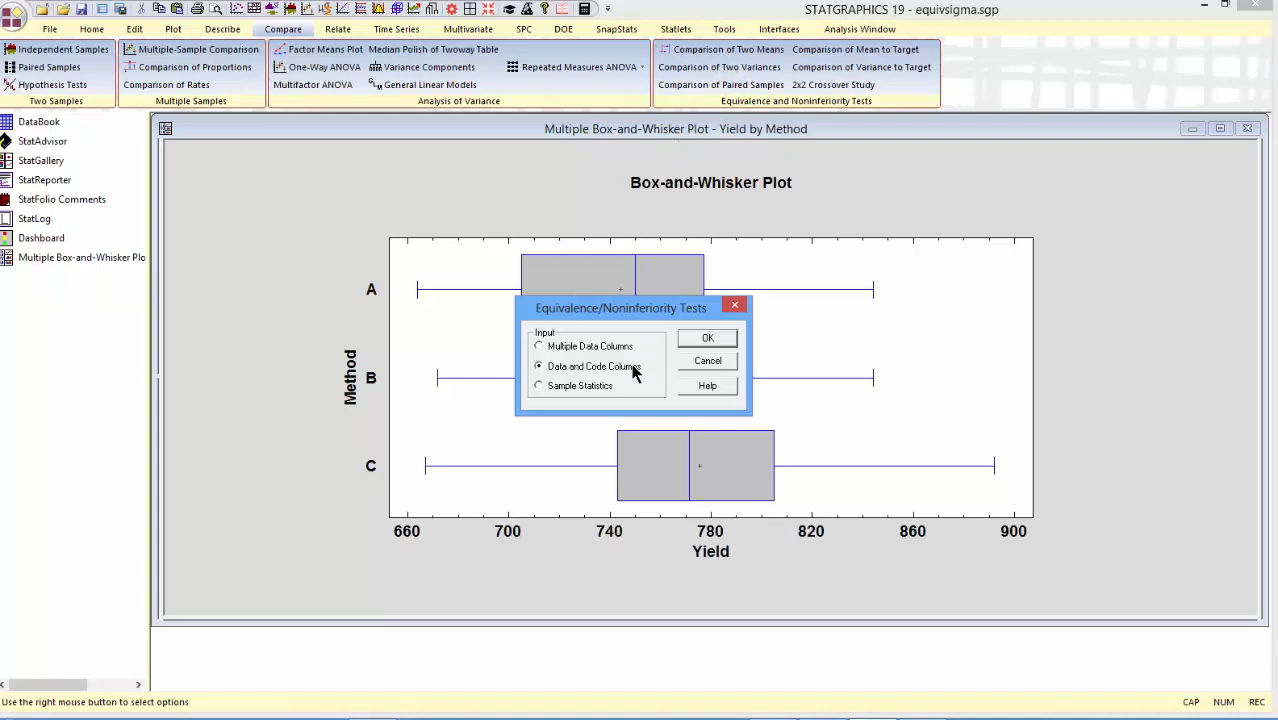 STATGRAPHICS 19 - equivsigma.sgp
File Home Edit Plot Describe Compare Relate Time Series Multivariate DOE SnapStats SPC Statlets Tools Interfaces Analysis Window
Independent Samples Multiple-Sample Comparison Factor Means Plot Median Polish of Twoway Table Comparison of Two Means Comparison of Mean to Target
Paired Samples Comparison of Proportions One-Way ANOVA Variance Components Repeated Measures ANOVA Comparison of Two Variances Comparison of Variance to Target
Hypothesis Tests Comparison of Rates Multifactor ANOVA General Linear Models Comparison of Paired Samples 2x2 Crossover Study
Two Samples Multiple Samples Analysis of Variance Equivalence and Noninferiority Tests
DataBook
StatAdvisor
StatGallery
StatReporter
StatFolio Comments
StatLog
Dashboard
Multiple Box-and-Whisker Plo
Multiple Box-and-Whisker Plot - Yield by Method
Box-and-Whisker Plot
A
B
C
Method
Equivalence/Noninferiority Tests
Input
Multiple Data Columns
Data and Code Columns
Sample Statistics
OK
Cancel
Help
660 700 740 780 820 860 900
Yield
Use the right mouse button to select options CAP NUM REC